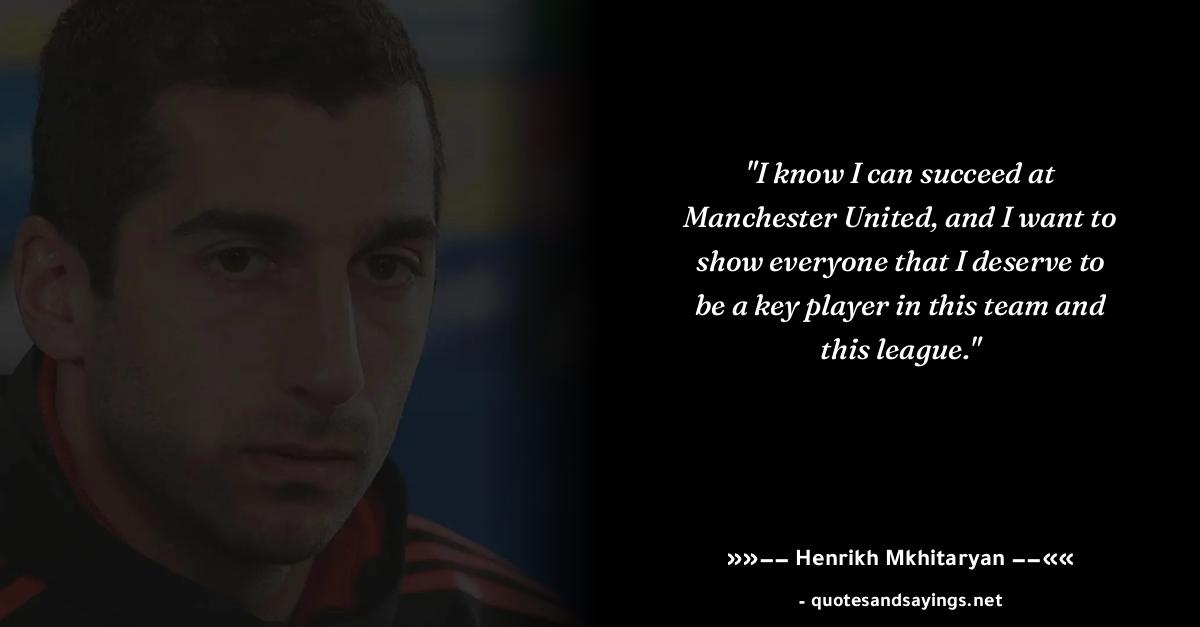 "I know I can succeed at
Manchester United, and I want to
show everyone that I deserve to
be a key player in this team and
this league."
»»–– Henrikh Mkhitaryan ––««
- quotesandsayings.net